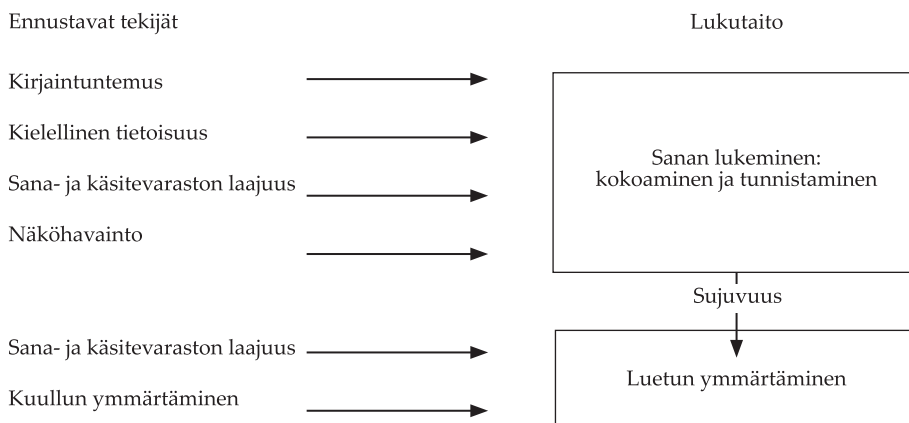 Ennustavat tekijät
Lukutaito
Kirjaintuntemus
Kielellinen tietoisuus
Sana- ja käsitevaraston laajuus
Näköhavainto
Sanan lukeminen:
kokoaminen ja tunnistaminen
Sujuvuus
Sana- ja käsitevaraston laajuus
Kuullun ymmärtäminen
Luetun ymmärtäminen